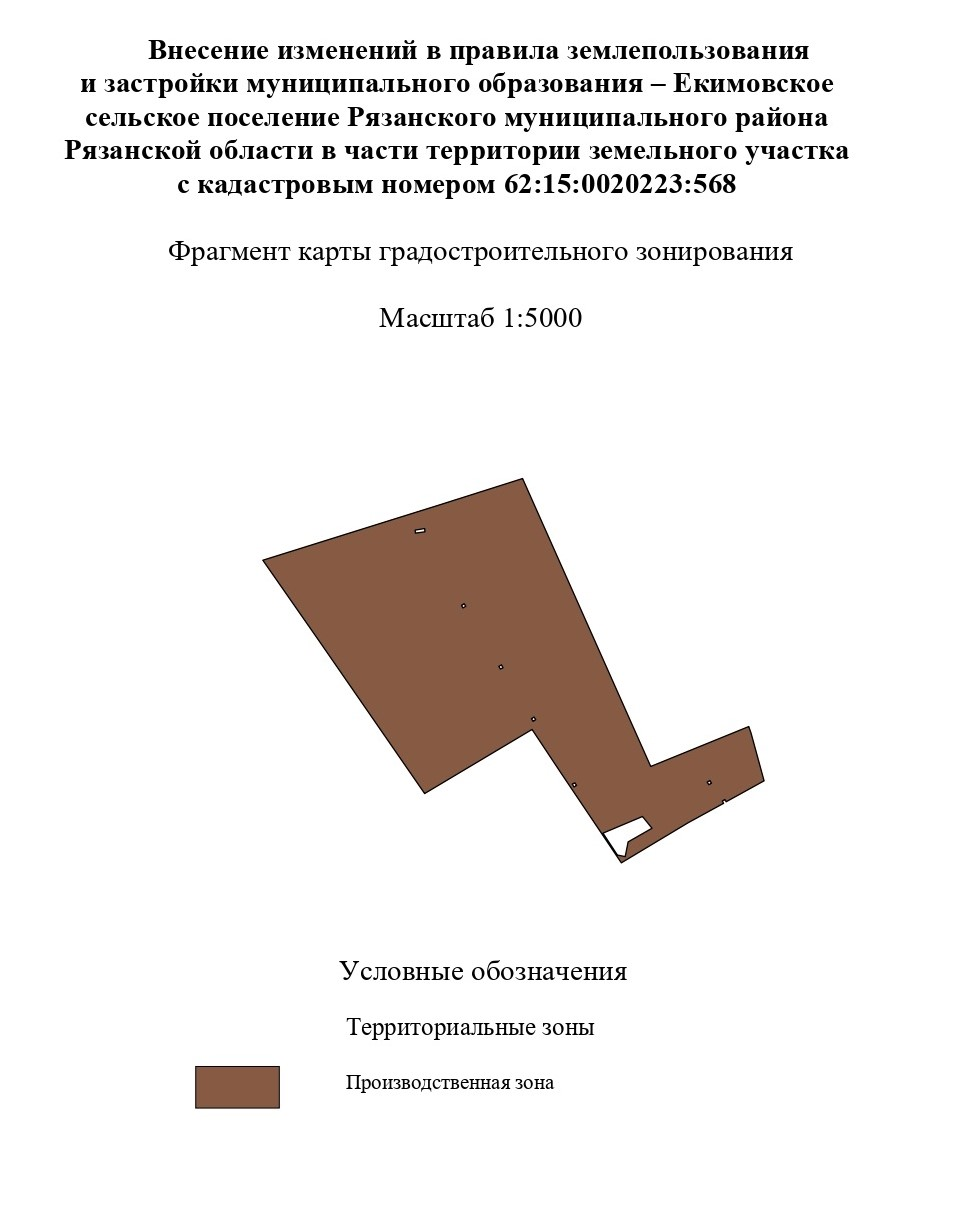 Внесение изменений в правила землепользования
и застройки муниципального образования – Екимовское
сельское поселение Рязанского муниципального района
Рязанской области в части территории земельного участка
с кадастровым номером 62:15:0020223:568
Фрагмент карты градостроительного зонирования
Масштаб 1:5000
Условные обозначения
Территориальные зоны
Производственная зона